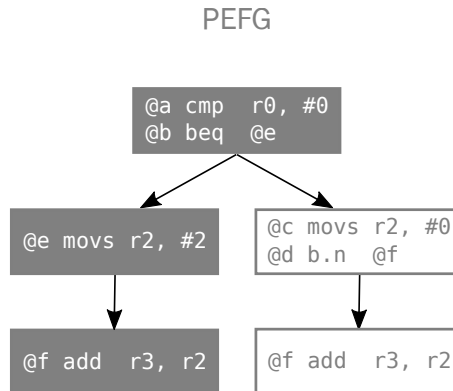 PEFG
@a cmp  r0, #0
@b beq  @e
@e movs r2, #2
@c movs r2, #0
@d b.n  @f
@f add  r3, r2
@f add  r3, r2